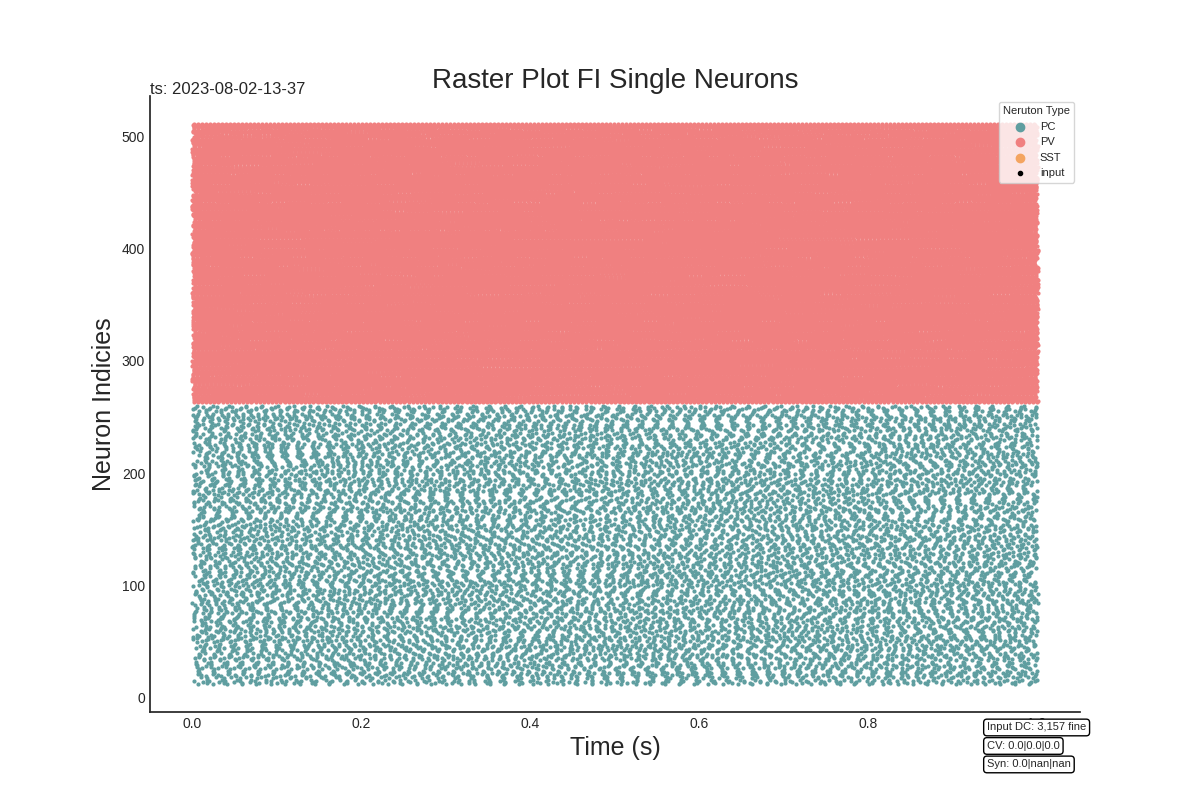 Raster Plot FI Single Neurons
ts: 2023-08-02-13-37
Neruton Type
PC
PV
SST
input
500
400
300
200
100
0
Neuron Indicies
0.0 0.2 0.4 0.6 0.8
Time (s)
Input DC: 3,157 fine
CV: 0.0|0.0|0.0
Syn: 0.0|nan|nan